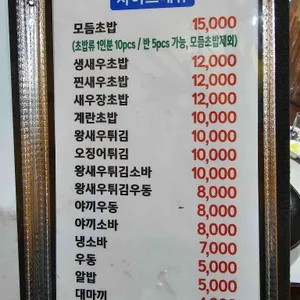 모듬초밥 15,000
(초밥류 1인분 10pcs / 반 5pcs 가능, 모듬초밥제외)
생새우초밥 12,000
찐새우초밥 12,000
새우장초밥 12,000
계란초밥 10,000
왕새우튀김 10,000
오징어튀김 10,000
왕새우튀김소바 10,000
왕새우튀김우동 8,000
야끼우동 8,000
야끼소바 8,000
냉소바 7,000
우동 5,000
알밥 5,000
대마끼